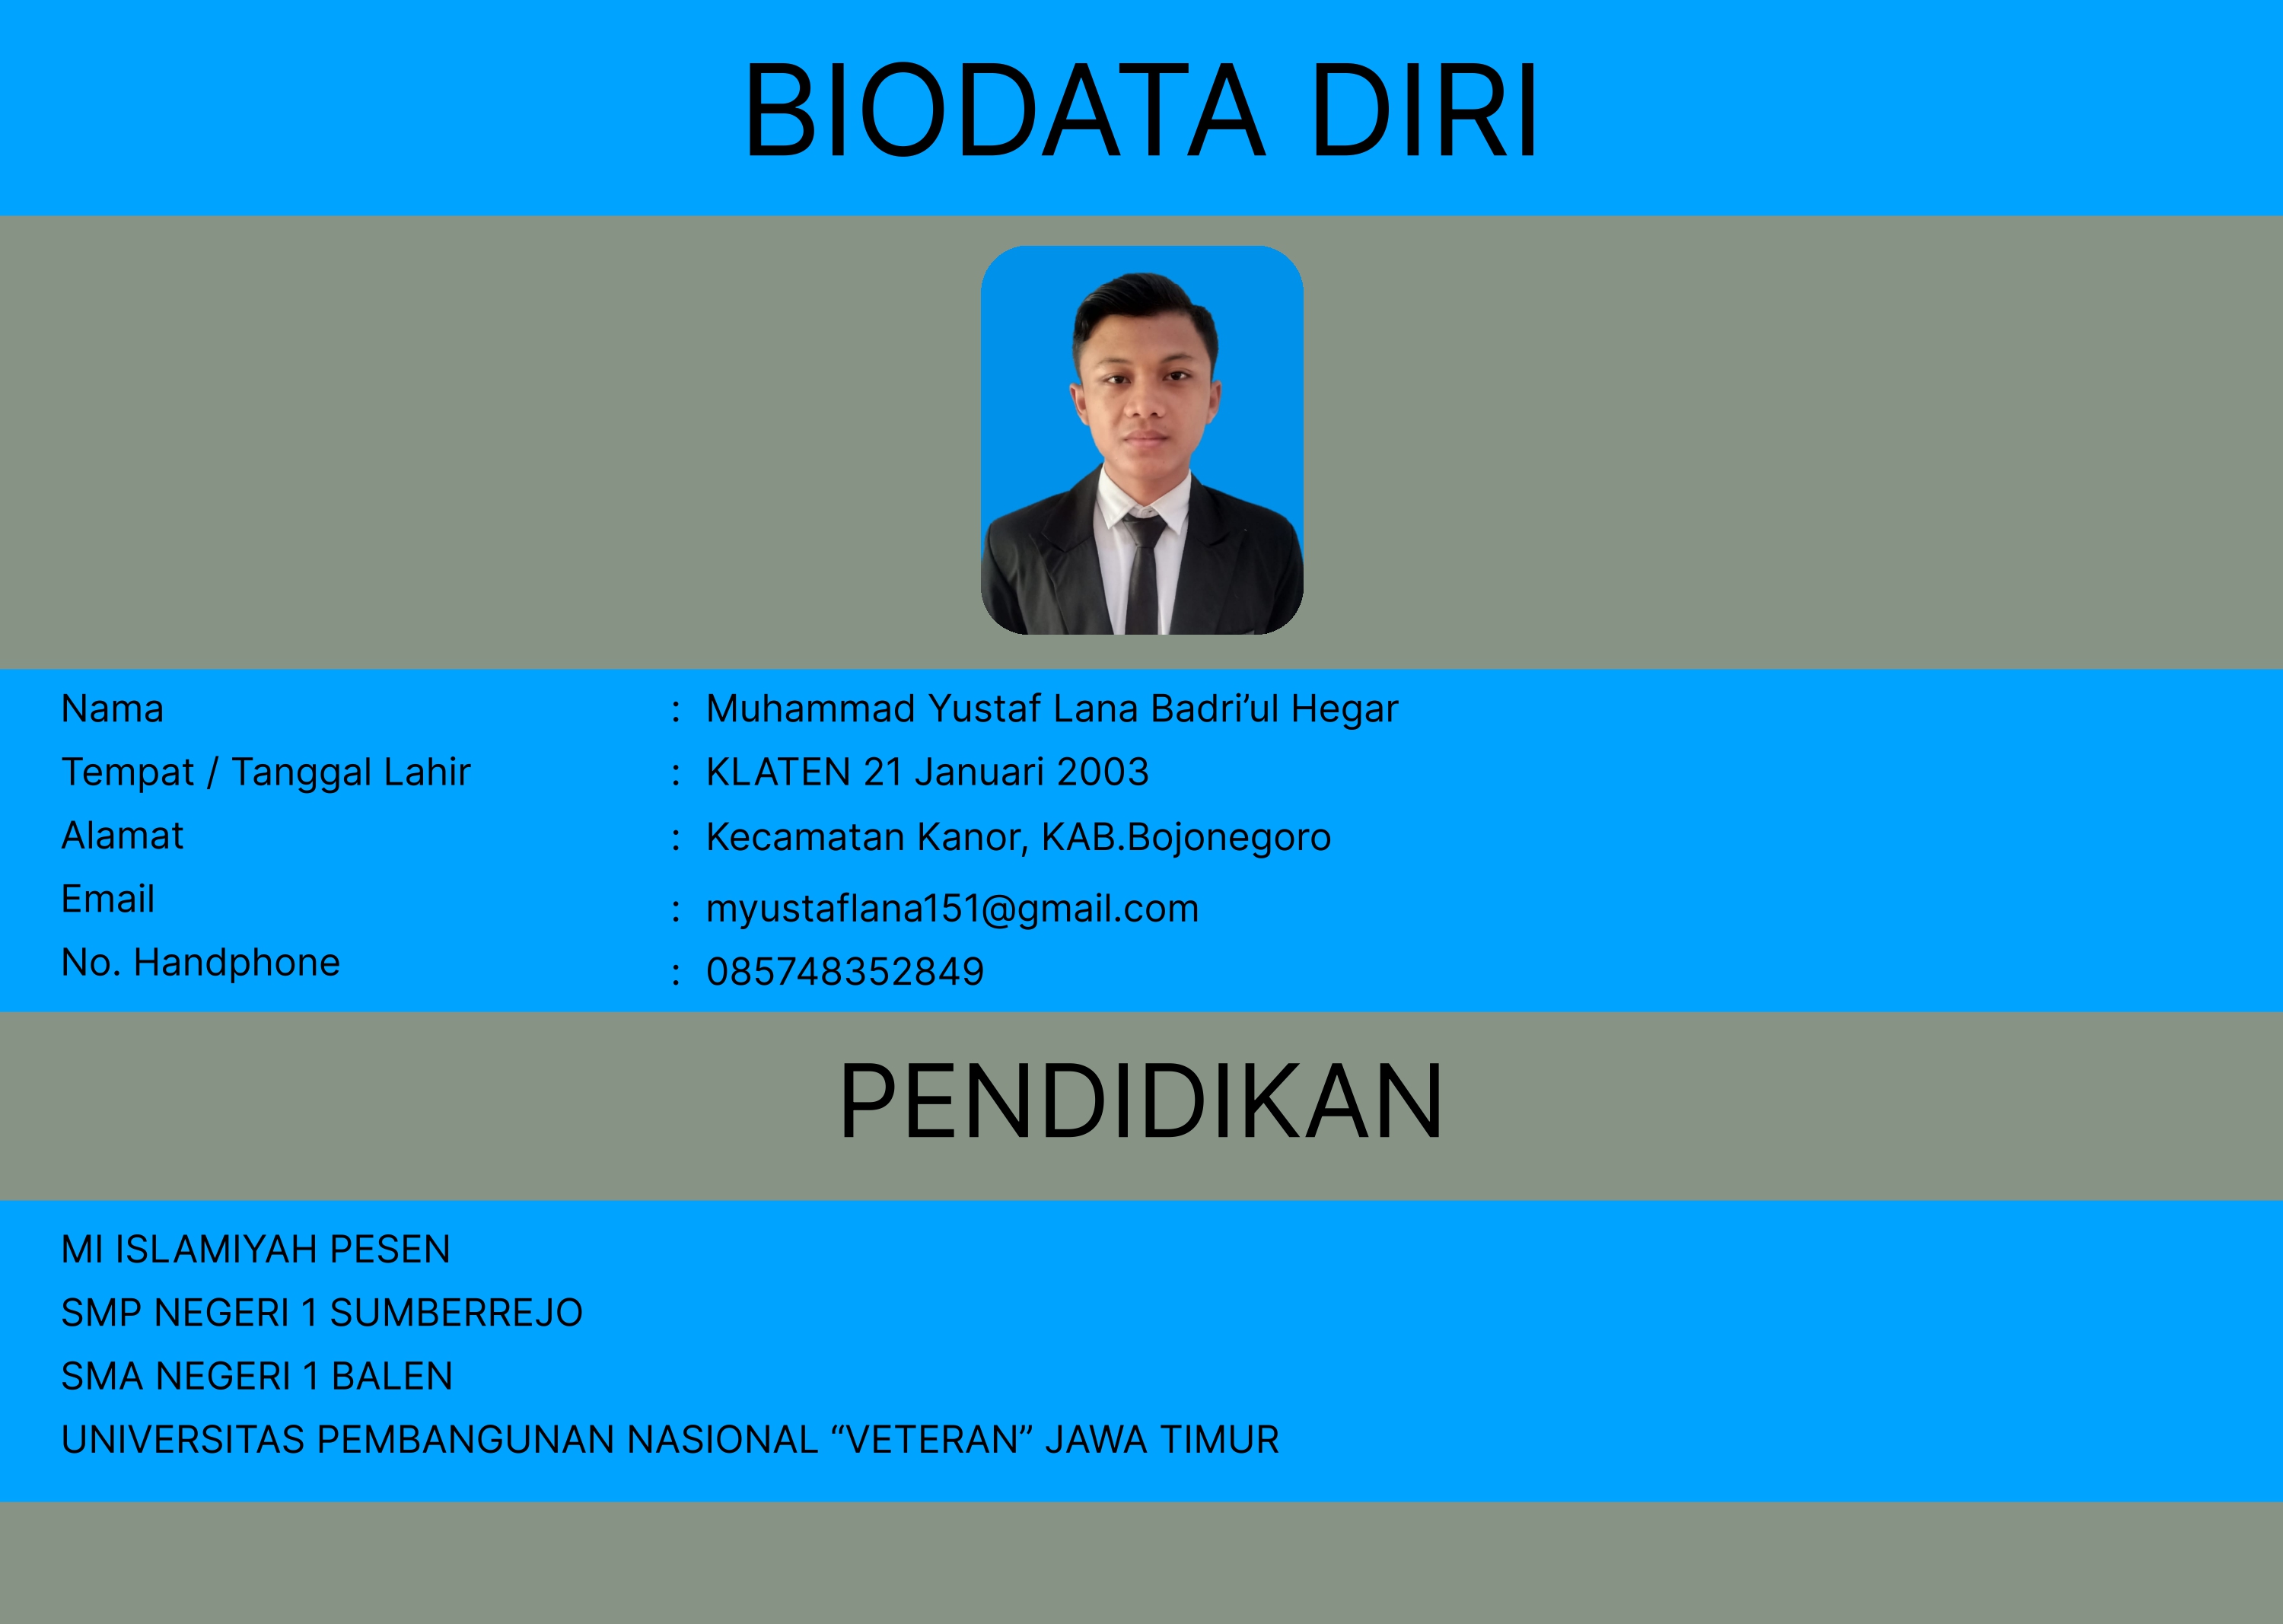 BIODATA DIRI
Nama : Muhammad Yustaf Lana Badri’ul Hegar
Tempat / Tanggal Lahir : KLATEN 21 Januari 2003
Alamat : Kecamatan Kanor, KAB.Bojonegoro
Email : myustaflana151@gmail.com
No. Handphone : 085748352849
PENDIDIKAN
MI ISLAMIYAH PESEN
SMP NEGERI 1 SUMBERREJO
SMA NEGERI 1 BALEN
UNIVERSITAS PEMBANGUNAN NASIONAL “VETERAN” JAWA TIMUR